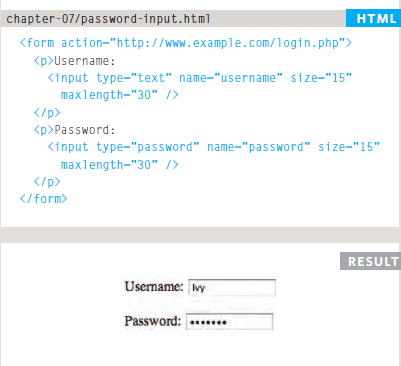 chapter-07/password-input.html HTML
<form action="http://www.example.com/login.php">
<p>Username:
<input type="text" name="username" size="15"
maxlength="30" />
</p>
<p>Password:
<input type="password" name="password" size="15"
maxlength="30" />
</p>
</form>
RESULT
Username: Ivy
Password: •••••••